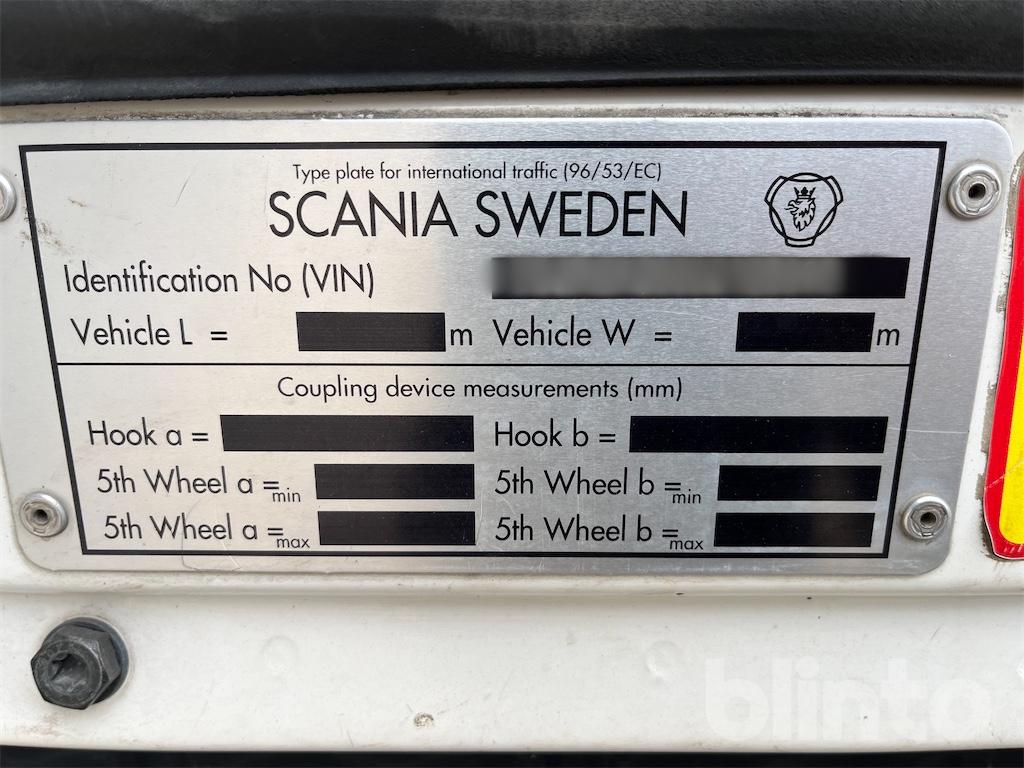 Type plate for international traffic (96/53/EC)
SCANIA SWEDEN
Identification No (VIN)
Vehicle L = m Vehicle W = m
Coupling device measurements (mm)
Hook a = Hook b =
5th Wheel a =min 5th Wheel b =min
5th Wheel a =max 5th Wheel b =max
blinto